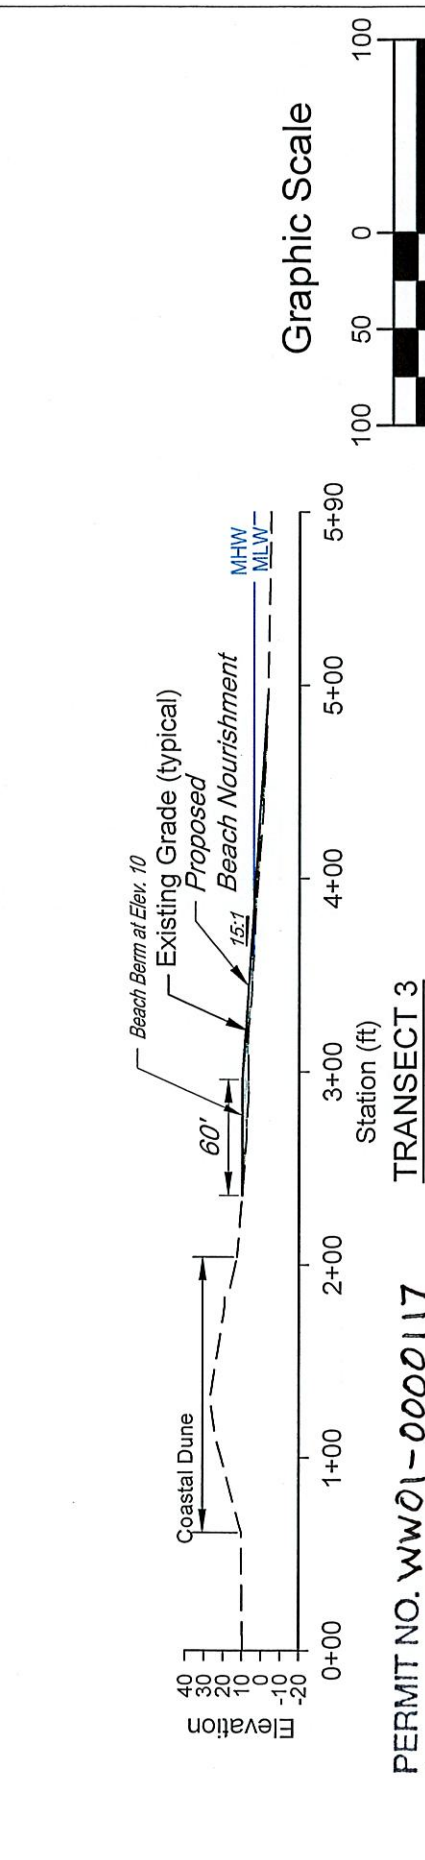 Graphic Scale
100 50 0 100
Coastal Dune
60'
Beach Berm at Elev. 10
Existing Grade (typical)
Proposed
Beach Nourishment
15:1
MHW
MLW
Elevation
40
30
20
10
0
-10
-20
0+00 1+00 2+00 3+00 4+00 5+00 5+90
Station (ft)
TRANSECT 3
PERMIT NO. WW01-0000117